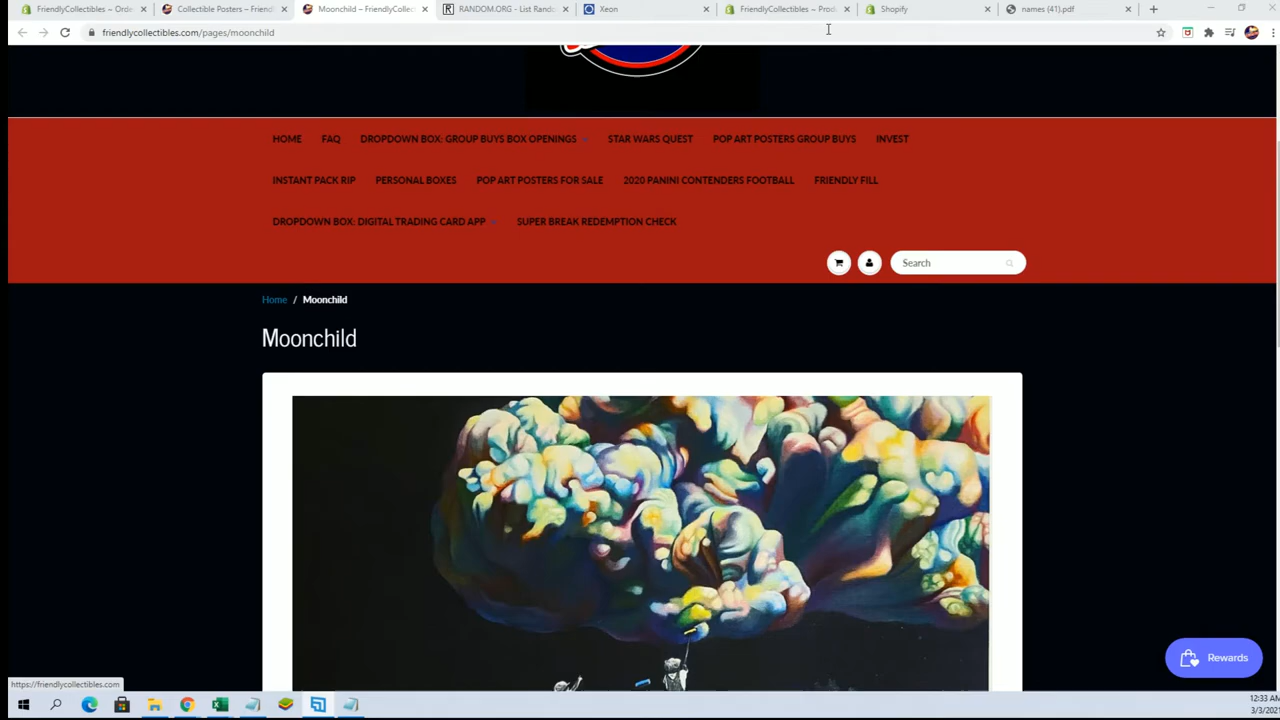 FriendlyCollectibles ~ Orde
Collectible Posters – Friend
Moonchild – FriendlyCollec
RANDOM.ORG - List Rando
Xeon
FriendlyCollectibles ~ Prod
Shopify
names (41).pdf
friendlycollectibles.com/pages/moonchild
HOME FAQ DROPDOWN BOX: GROUP BUYS BOX OPENINGS STAR WARS QUEST POP ART POSTERS GROUP BUYS INVEST
INSTANT PACK RIP PERSONAL BOXES POP ART POSTERS FOR SALE 2020 PANINI CONTENDERS FOOTBALL FRIENDLY FILL
DROPDOWN BOX: DIGITAL TRADING CARD APP SUPER BREAK REDEMPTION CHECK
Search
Home / Moonchild
Moonchild
Rewards
https://friendlycollectibles.com
12:33 AM
3/3/2021